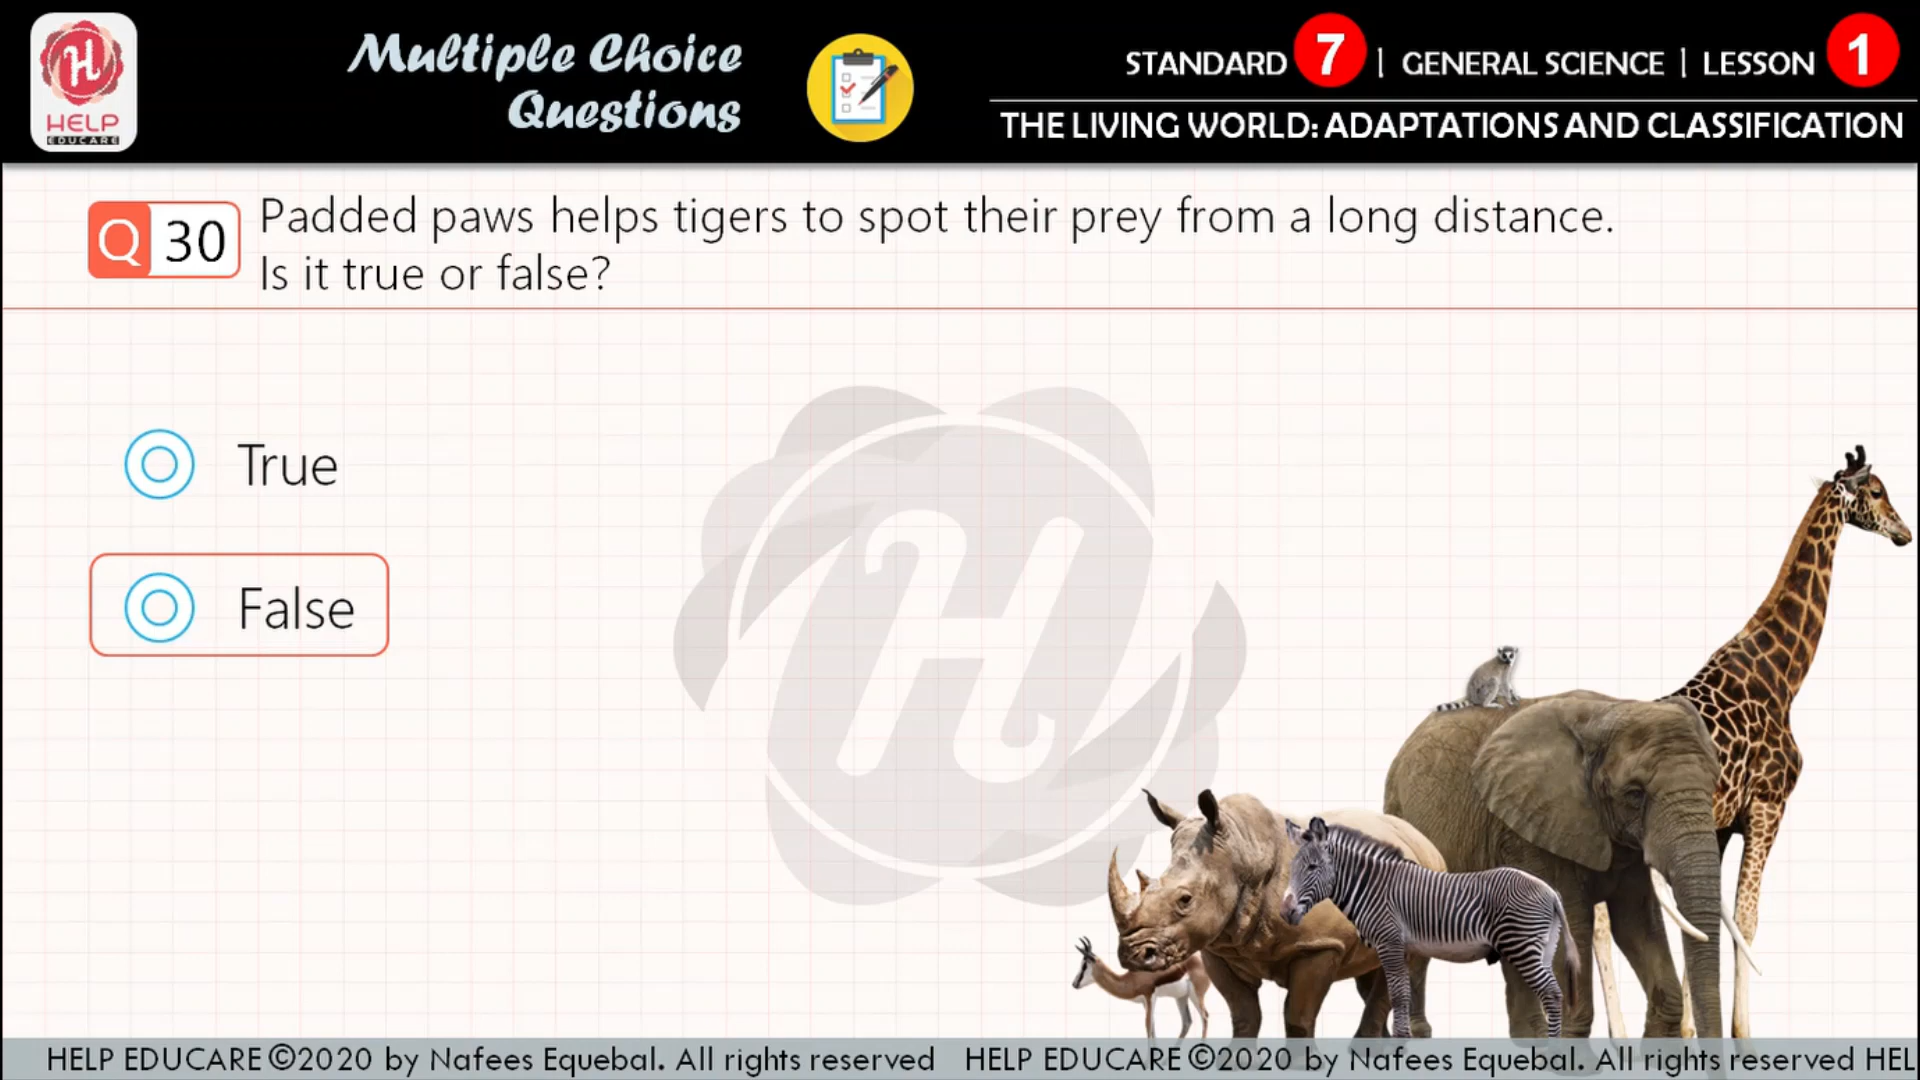 HELP
EDUCARE
Multiple Choice
Questions
STANDARD 7 | GENERAL SCIENCE | LESSON 1
THE LIVING WORLD: ADAPTATIONS AND CLASSIFICATION
Q 30 Padded paws helps tigers to spot their prey from a long distance.
Is it true or false?
True
False
HELP EDUCARE ©2020 by Nafees Equebal. All rights reserved HELP EDUCARE ©2020 by Nafees Equebal. All rights reserved HEL